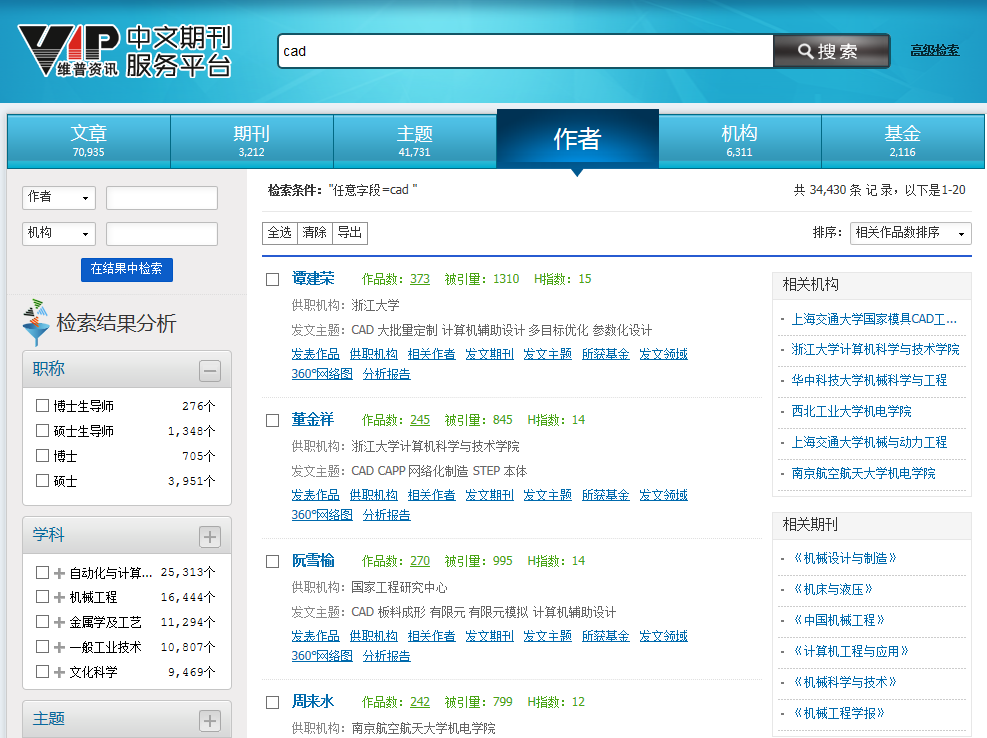 VIP 中文期刊
维普资讯 服务平台
cad
搜索
高级检索
文章
70,935
期刊
3,212
主题
41,731
作者
机构
6,311
基金
2,116
作者
机构
在结果中检索
检索结果分析
职称
博士生导师 276个
硕士生导师 1,348个
博士 705个
硕士 3,951个
学科
自动化与计算... 25,313个
机械工程 16,444个
金属学及工艺 11,294个
一般工业技术 10,807个
文化科学 9,469个
主题
检索条件："任意字段=cad "
共 34,430 条 记 录，以下是1-20
全选 清除 导出
排序： 相关作品数排序
谭建荣 作品数：373 被引量：1310 H指数：15
供职机构：浙江大学
发文主题：CAD 大批量定制 计算机辅助设计 多目标优化 参数化设计
发表作品 供职机构 相关作者 发文期刊 发文主题 所获基金 发文领域
360°网络图 分析报告
董金祥 作品数：245 被引量：845 H指数：14
供职机构：浙江大学计算机科学与技术学院
发文主题：CAD CAPP 网络化制造 STEP 本体
发表作品 供职机构 相关作者 发文期刊 发文主题 所获基金 发文领域
360°网络图 分析报告
阮雪榆 作品数：270 被引量：995 H指数：14
供职机构：国家工程研究中心
发文主题：CAD 板料成形 有限元 有限元模拟 计算机辅助设计
发表作品 供职机构 相关作者 发文期刊 发文主题 所获基金 发文领域
360°网络图 分析报告
周来水 作品数：242 被引量：799 H指数：12
供职机构：南京航空航天大学机电学院
相关机构
· 上海交通大学国家模具CAD工...
· 浙江大学计算机科学与技术学院
· 华中科技大学机械科学与工程
· 西北工业大学机电学院
· 上海交通大学机械与动力工程
· 南京航空航天大学机电学院
相关期刊
· 《机械设计与制造》
· 《机床与液压》
· 《中国机械工程》
· 《计算机工程与应用》
· 《机械科学与技术》
· 《机械工程学报》